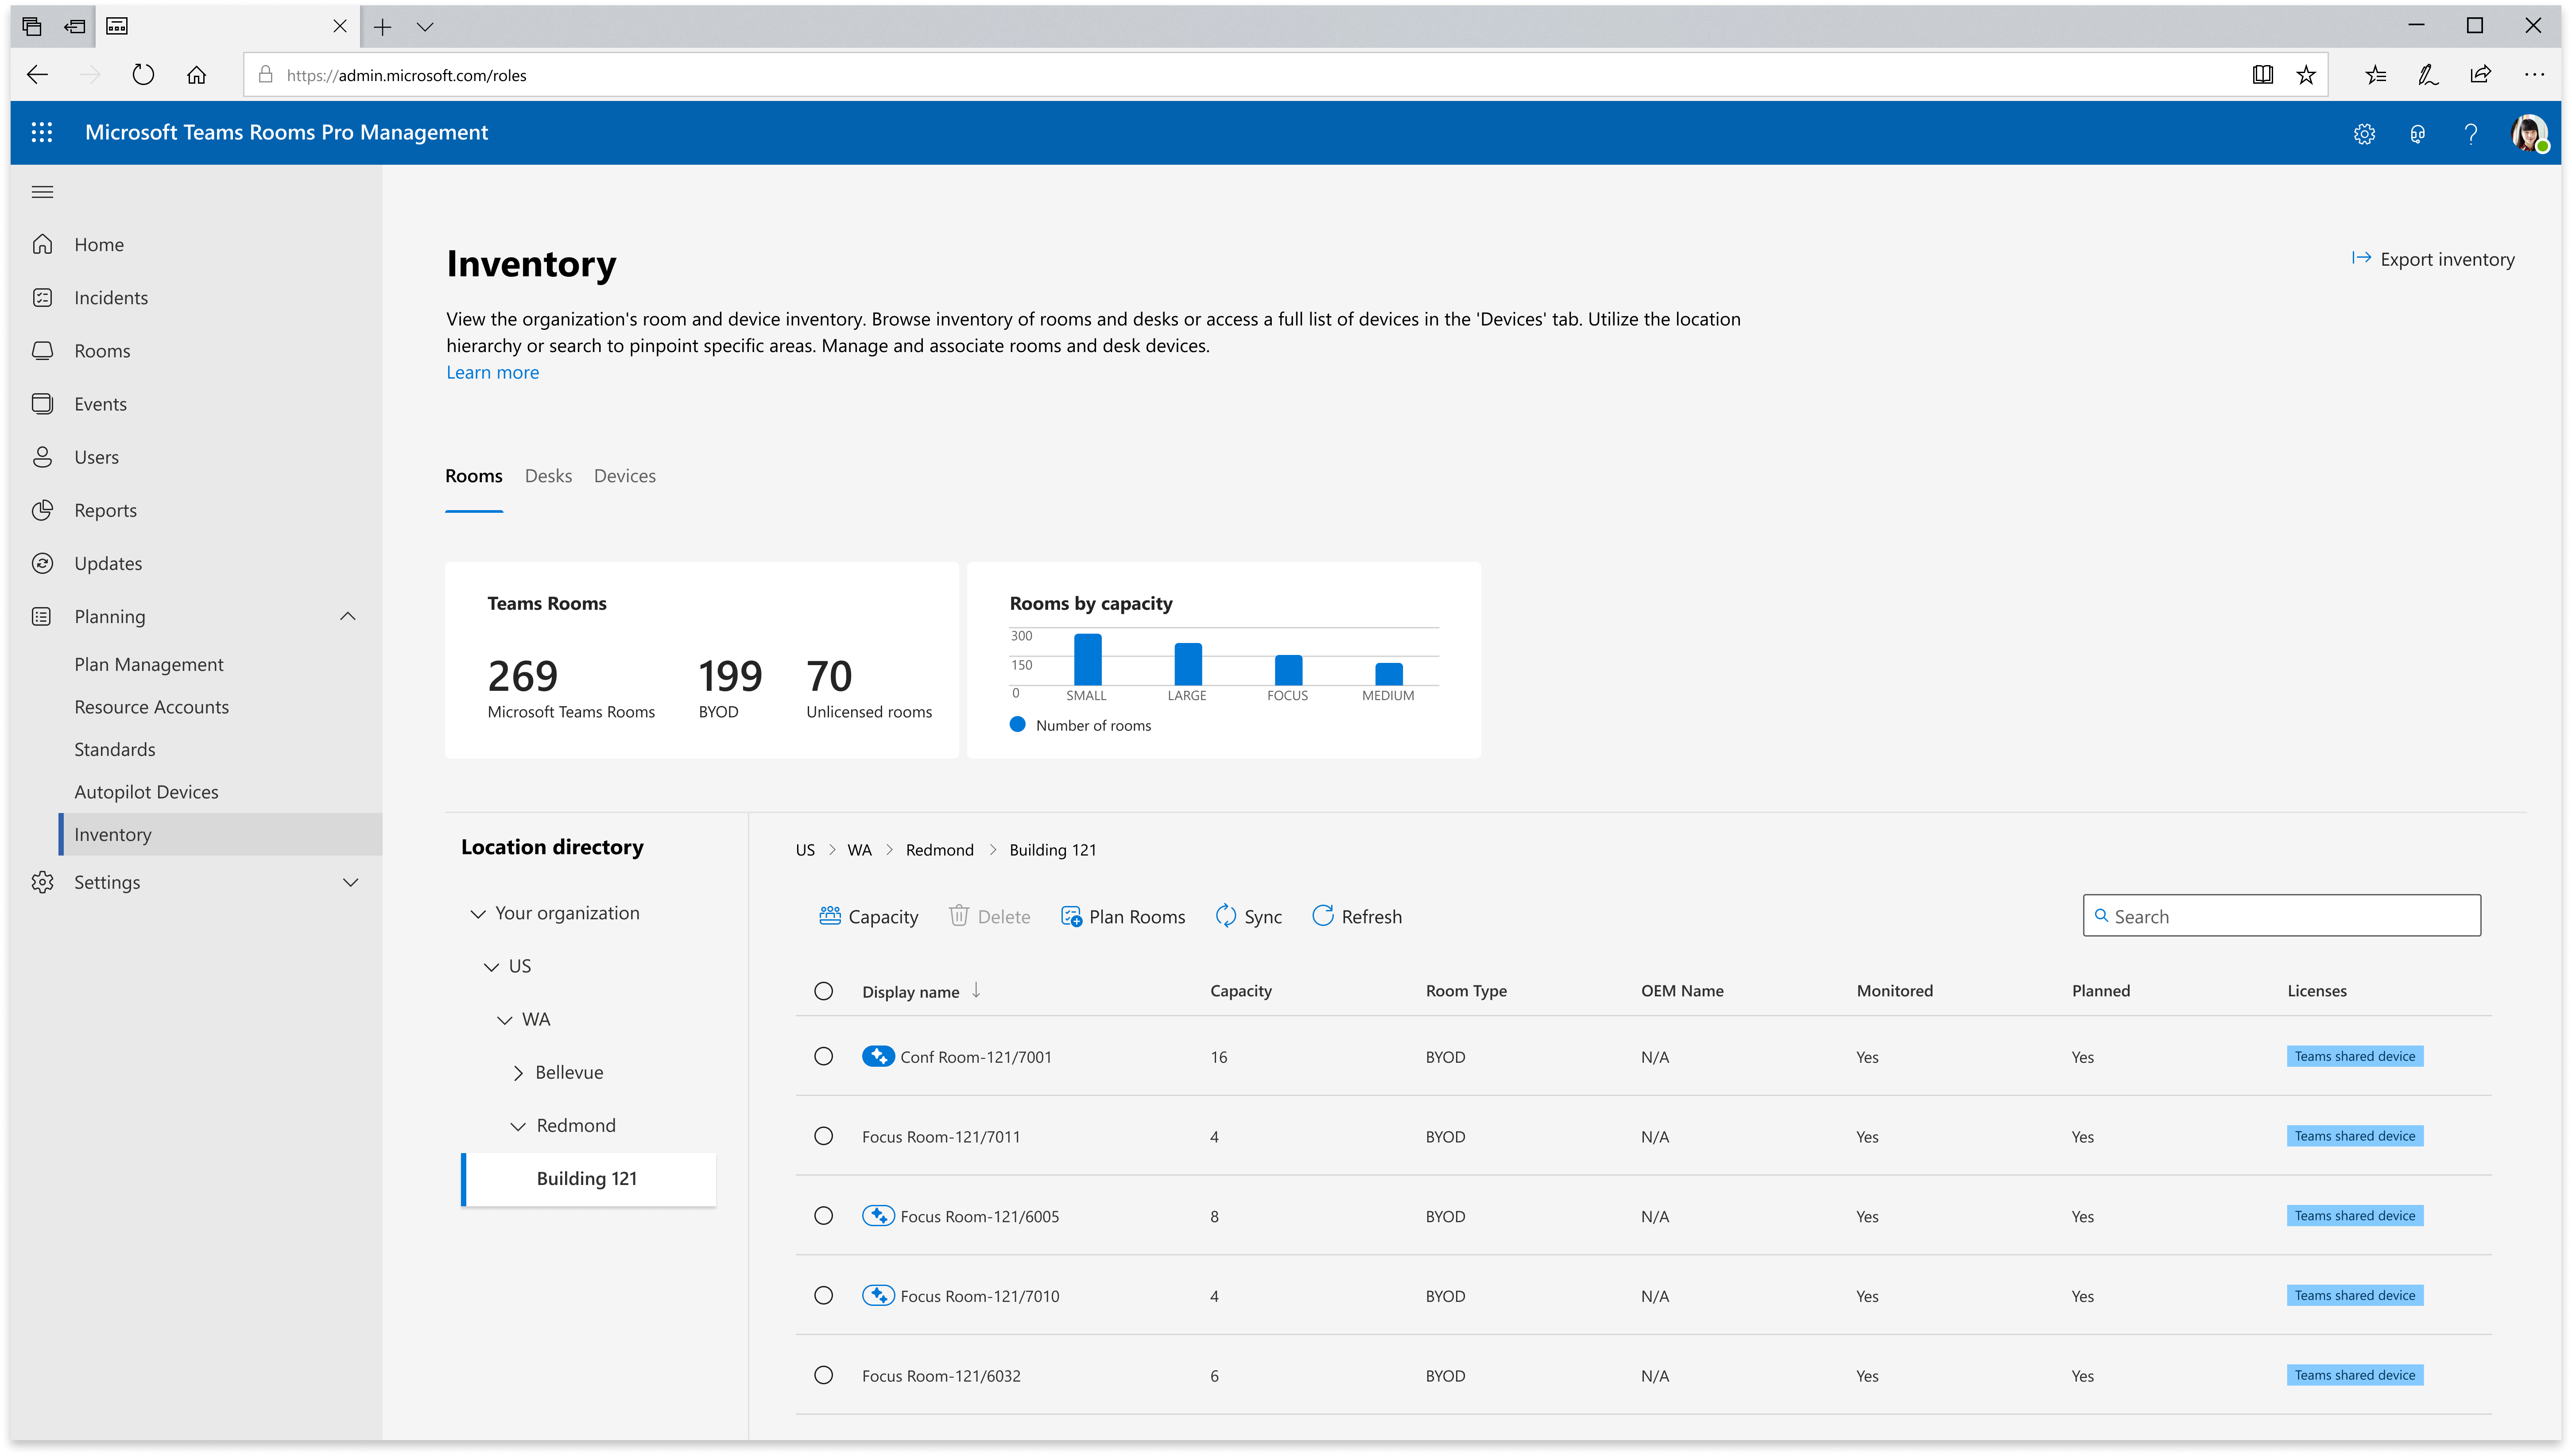 https://admin.microsoft.com/roles
Microsoft Teams Rooms Pro Management
Home
Incidents
Rooms
Events
Users
Reports
Updates
Planning
Plan Management
Resource Accounts
Standards
Autopilot Devices
Inventory
Settings
Inventory
Export inventory
View the organization's room and device inventory. Browse inventory of rooms and desks or access a full list of devices in the 'Devices' tab. Utilize the location
hierarchy or search to pinpoint specific areas. Manage and associate rooms and desk devices.
Learn more
Rooms Desks Devices
Teams Rooms
269 199 70
Microsoft Teams Rooms BYOD Unlicensed rooms
Rooms by capacity
300
150
0
SMALL LARGE FOCUS MEDIUM
Number of rooms
Location directory
Your organization
US
WA
Bellevue
Redmond
Building 121
US > WA > Redmond > Building 121
Capacity Delete Plan Rooms Sync Refresh Search
Display name ↓ Capacity Room Type OEM Name Monitored Planned Licenses
Conf Room-121/7001 16 BYOD N/A Yes Yes Teams shared device
Focus Room-121/7011 4 BYOD N/A Yes Yes Teams shared device
Focus Room-121/6005 8 BYOD N/A Yes Yes Teams shared device
Focus Room-121/7010 4 BYOD N/A Yes Yes Teams shared device
Focus Room-121/6032 6 BYOD N/A Yes Yes Teams shared device